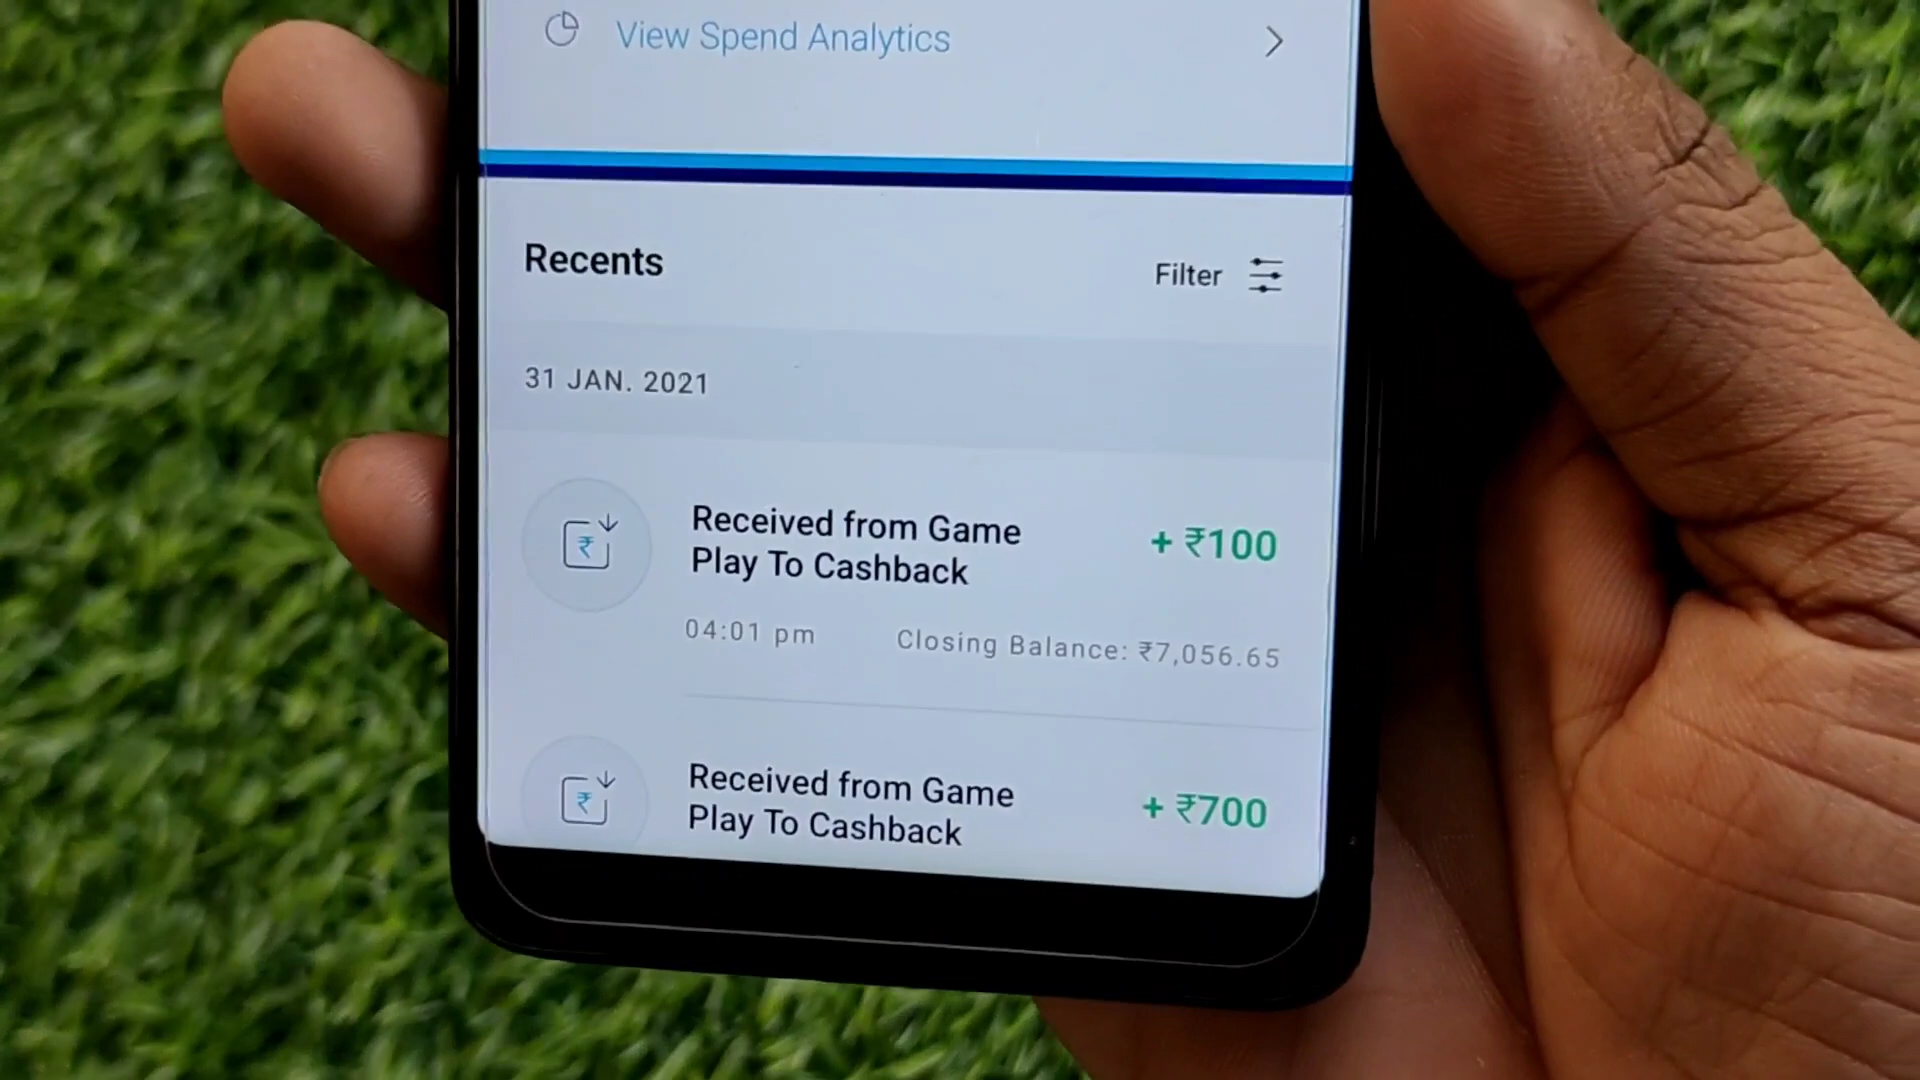 View Spend Analytics
Recents
Filter
31 JAN. 2021
Received from Game
Play To Cashback
+ ₹100
04:01 pm
Closing Balance: ₹7,056.65
Received from Game
Play To Cashback
+ ₹700